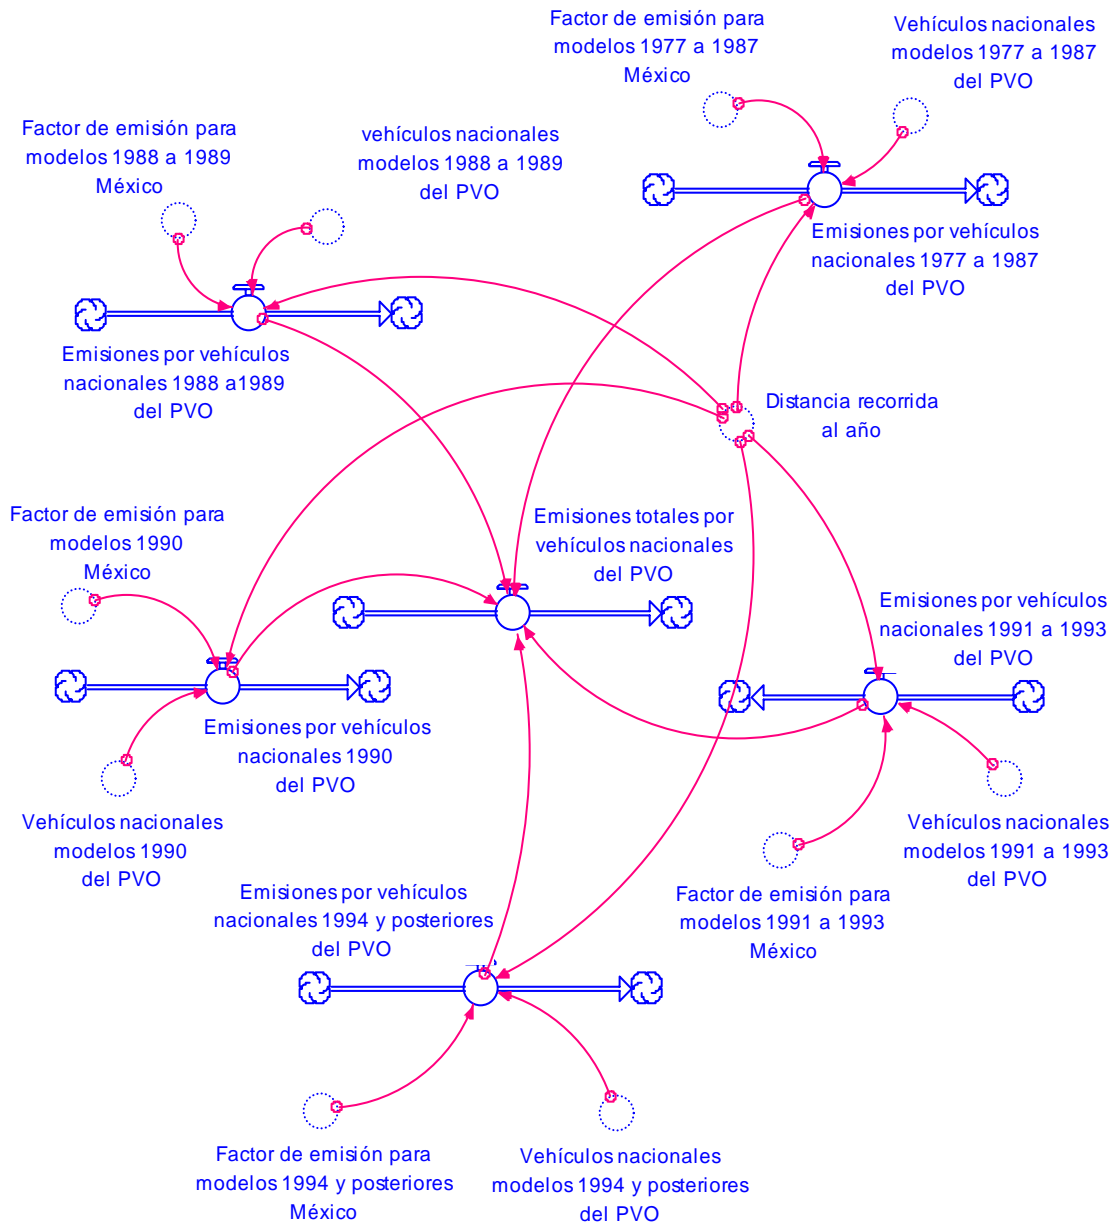 Factor de emisión para
modelos 1977 a 1987
México
Vehículos nacionales
modelos 1977 a 1987
del PVO
Factor de emisión para
modelos 1988 a 1989
México
vehículos nacionales
modelos 1988 a 1989
del PVO
Emisiones por vehículos
nacionales 1977 a 1987
del PVO
Emisiones por vehículos
nacionales 1988 a1989
del PVO
Distancia recorrida
al año
Factor de emisión para
modelos 1990
México
Emisiones totales por
vehículos nacionales
del PVO
Emisiones por vehículos
nacionales 1991 a 1993
del PVO
Emisiones por vehículos
nacionales 1990
del PVO
Vehículos nacionales
modelos 1990
del PVO
Vehículos nacionales
modelos 1991 a 1993
del PVO
Factor de emisión para
modelos 1991 a 1993
México
Emisiones por vehículos
nacionales 1994 y posteriores
del PVO
Factor de emisión para
modelos 1994 y posteriores
México
Vehículos nacionales
modelos 1994 y posteriores
del PVO